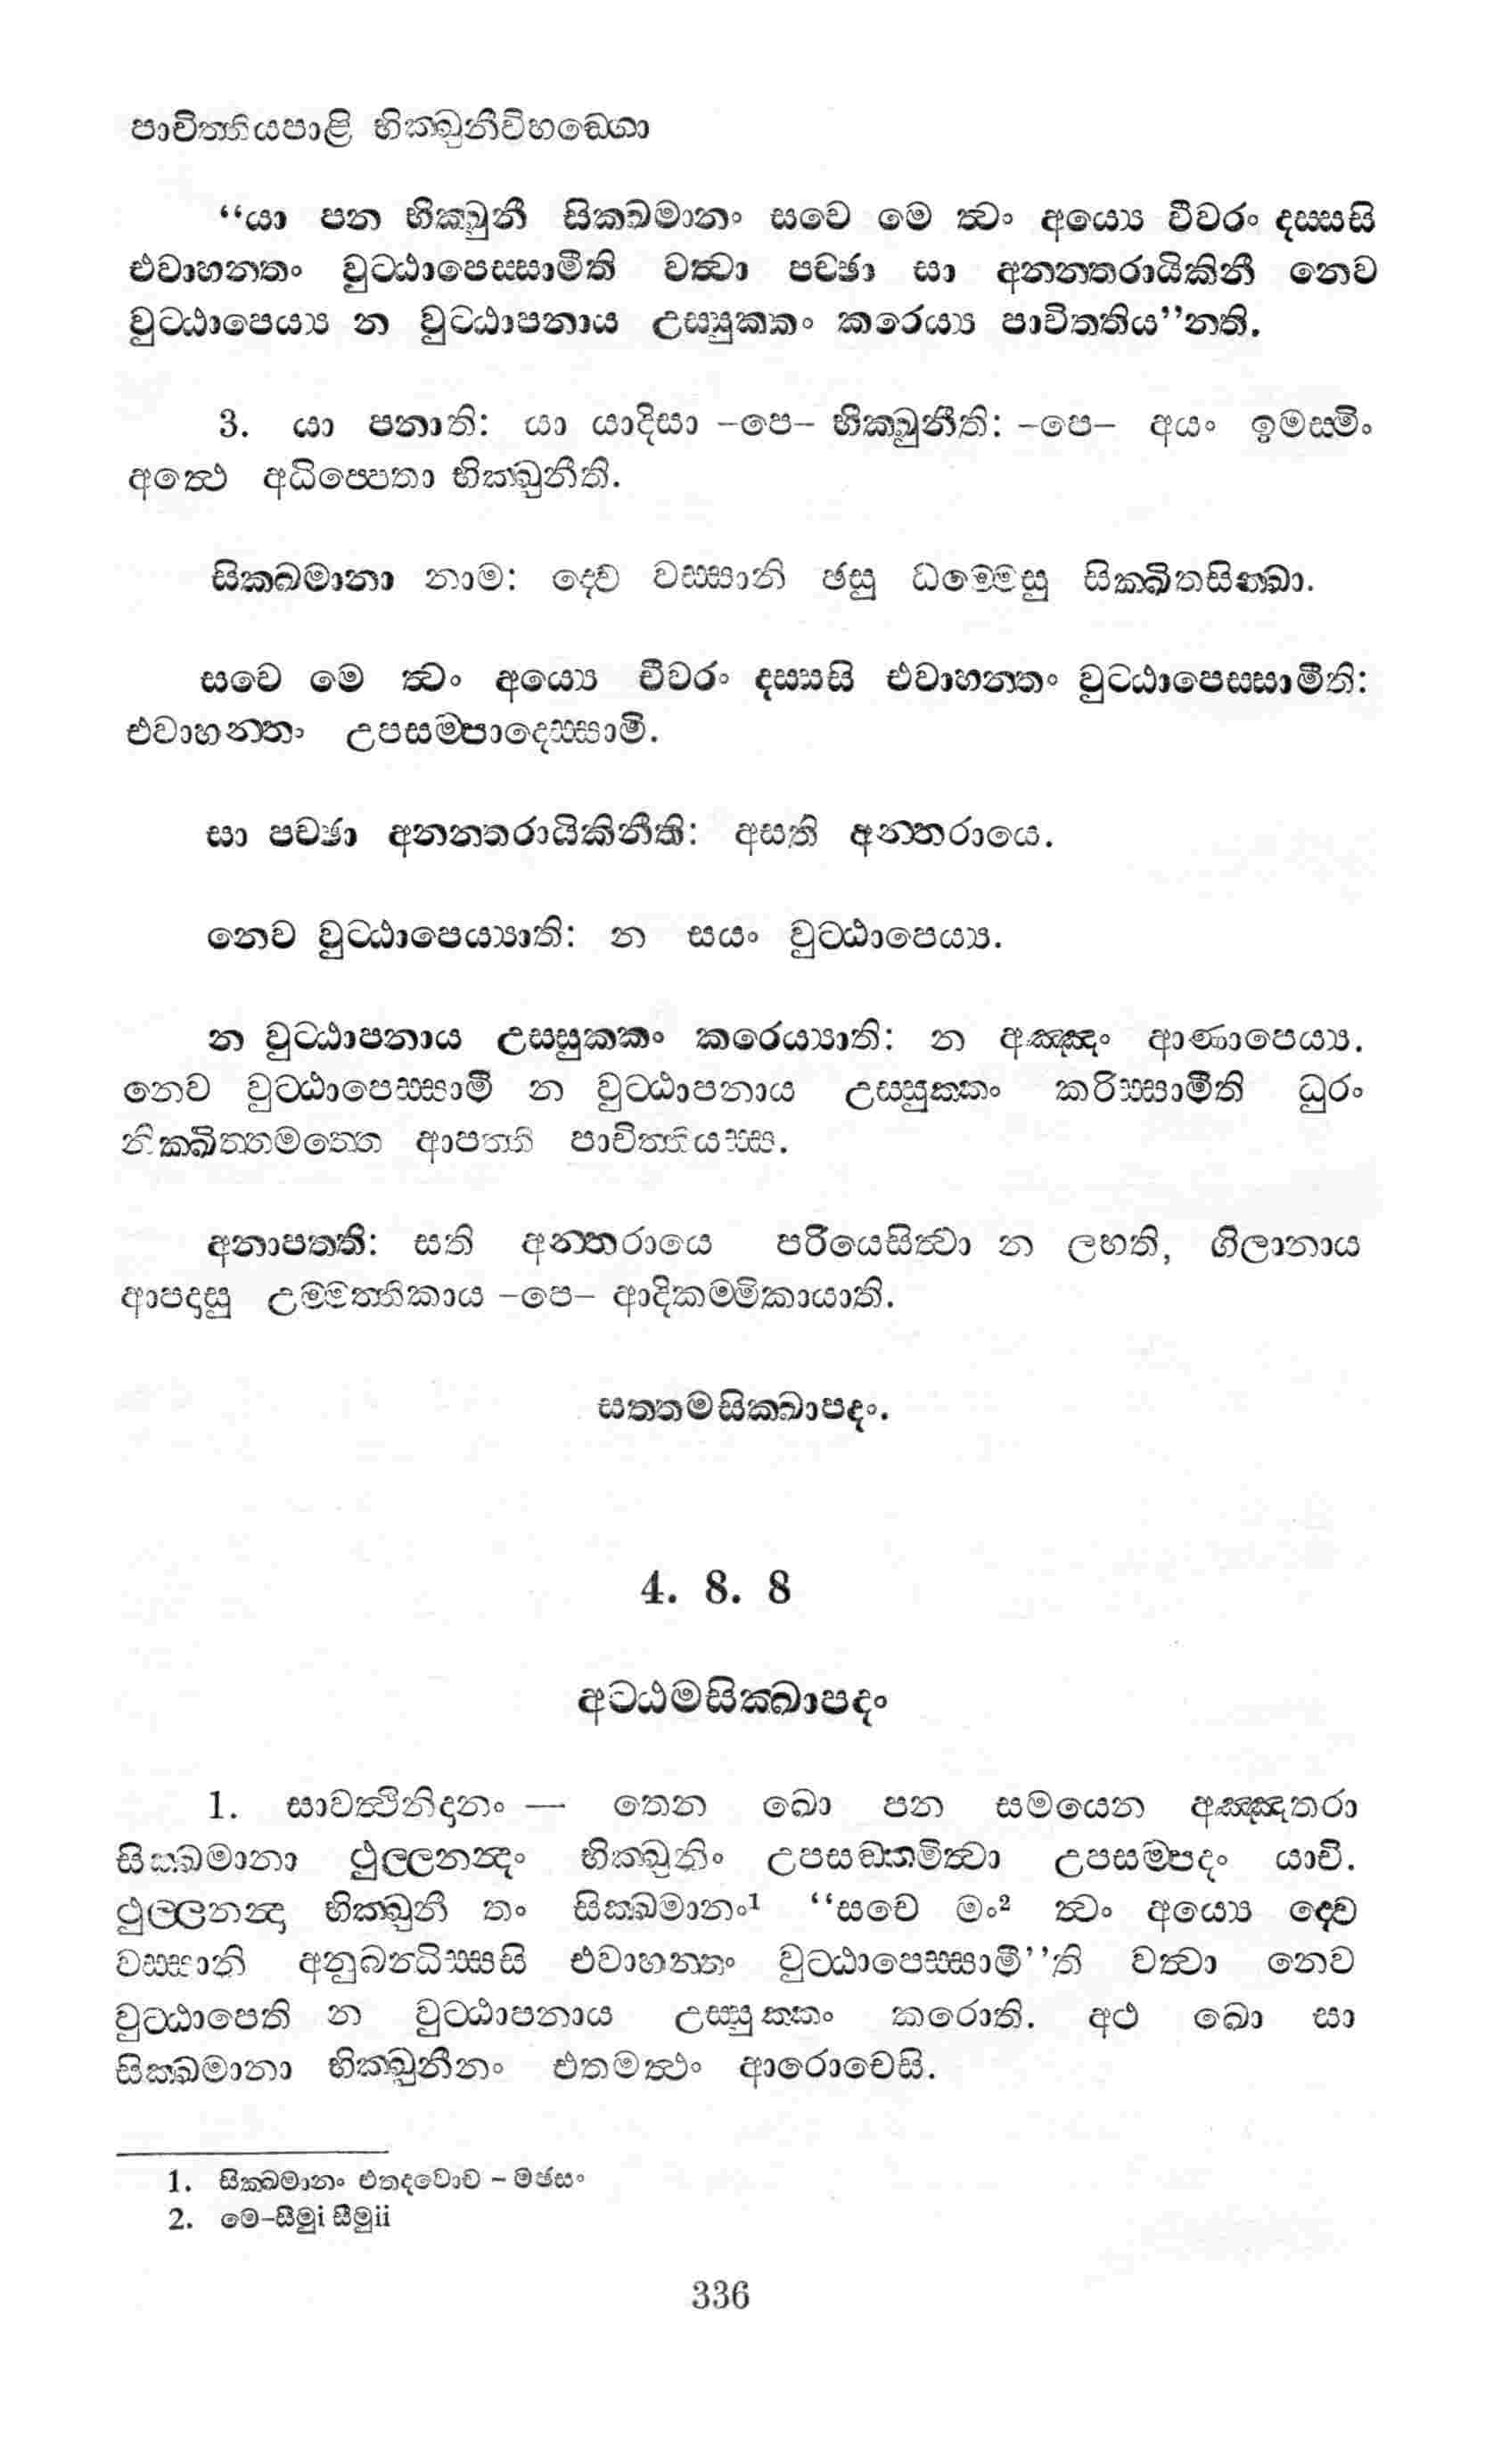 පාචිත්තියපාළි භික්ඛුනීවිභඞ්ගො
“යා පන භික්ඛුනී සික්ඛමානං සචෙ මෙ ත්වං අය්‍යෙ චීවරං දස්සසි
එවාහන්තං වුට්ඨාපෙස්සාමීති වත්වා පච්ඡා සා අනන්තරායිකිනී නෙව
වුට්ඨාපෙය්‍ය න වුට්ඨාපනාය උස්සුක්කං කරෙය්‍ය පාචිත්තිය”න්ති.
3. යා පනාති: යා යාදිසා –පෙ– භික්ඛුනීති: –පෙ– අයං ඉමස්මිං
අත්ථෙ අධිප්පෙතා භික්ඛුනීති.
සික්ඛමානා නාම: ද්වෙ වස්සානි ඡසු ධම්මෙසු සික්ඛිතසික්ඛා.
සචෙ මෙ ත්වං අය්‍යෙ චීවරං දස්සසි එවාහන්තං වුට්ඨාපෙස්සාමීති:
එවාහන්තං උපසම්පාදෙස්සාමි.
සා පච්ඡා අනන්තරායිකිනීති: අසති අන්තරායෙ.
නෙව වුට්ඨාපෙය්‍යාති: න සයං වුට්ඨාපෙය්‍ය.
න වුට්ඨාපනාය උස්සුක්කං කරෙය්‍යාති: න අඤ්ඤං ආණාපෙය්‍ය.
නෙව වුට්ඨාපෙස්සාමි න වුට්ඨාපනාය උස්සුක්කං කරිස්සාමීති ධුරං
නික්ඛිත්තමත්තෙ ආපත්ති පාචිත්තියස්ස.
අනාපත්ති: සති අන්තරායෙ පරියෙසිත්වා න ලභති, ගිලානාය
ආපදාසු උම්මත්තිකාය –පෙ– ආදිකම්මිකායාති.
සත්තමසික්ඛාපදං.
4. 8. 8
අට්ඨමසික්ඛාපදං
1. සාවත්ථිනිදානං — තෙන ඛො පන සමයෙන අඤ්ඤතරා
සික්ඛමානා ථුල්ලනන්දං භික්ඛුනිං උපසඞ්කමිත්වා උපසම්පදං යාචි.
ථුල්ලනන්දා භික්ඛුනී තං සික්ඛමානං¹ “සචෙ මං² ත්වං අය්‍යෙ ද්වෙ
වස්සානි අනුබන්ධිස්සසි එවාහන්තං වුට්ඨාපෙස්සාමී”ති වත්වා නෙව
වුට්ඨාපෙති න වුට්ඨාපනාය උස්සුක්කං කරොති. අථ ඛො සා
සික්ඛමානා භික්ඛුනීනං එතමත්ථං ආරොචෙසි.
1. සික්ඛමානං එතදවොච – මඡසං
2. මෙ–සීමුi සීමුii
336